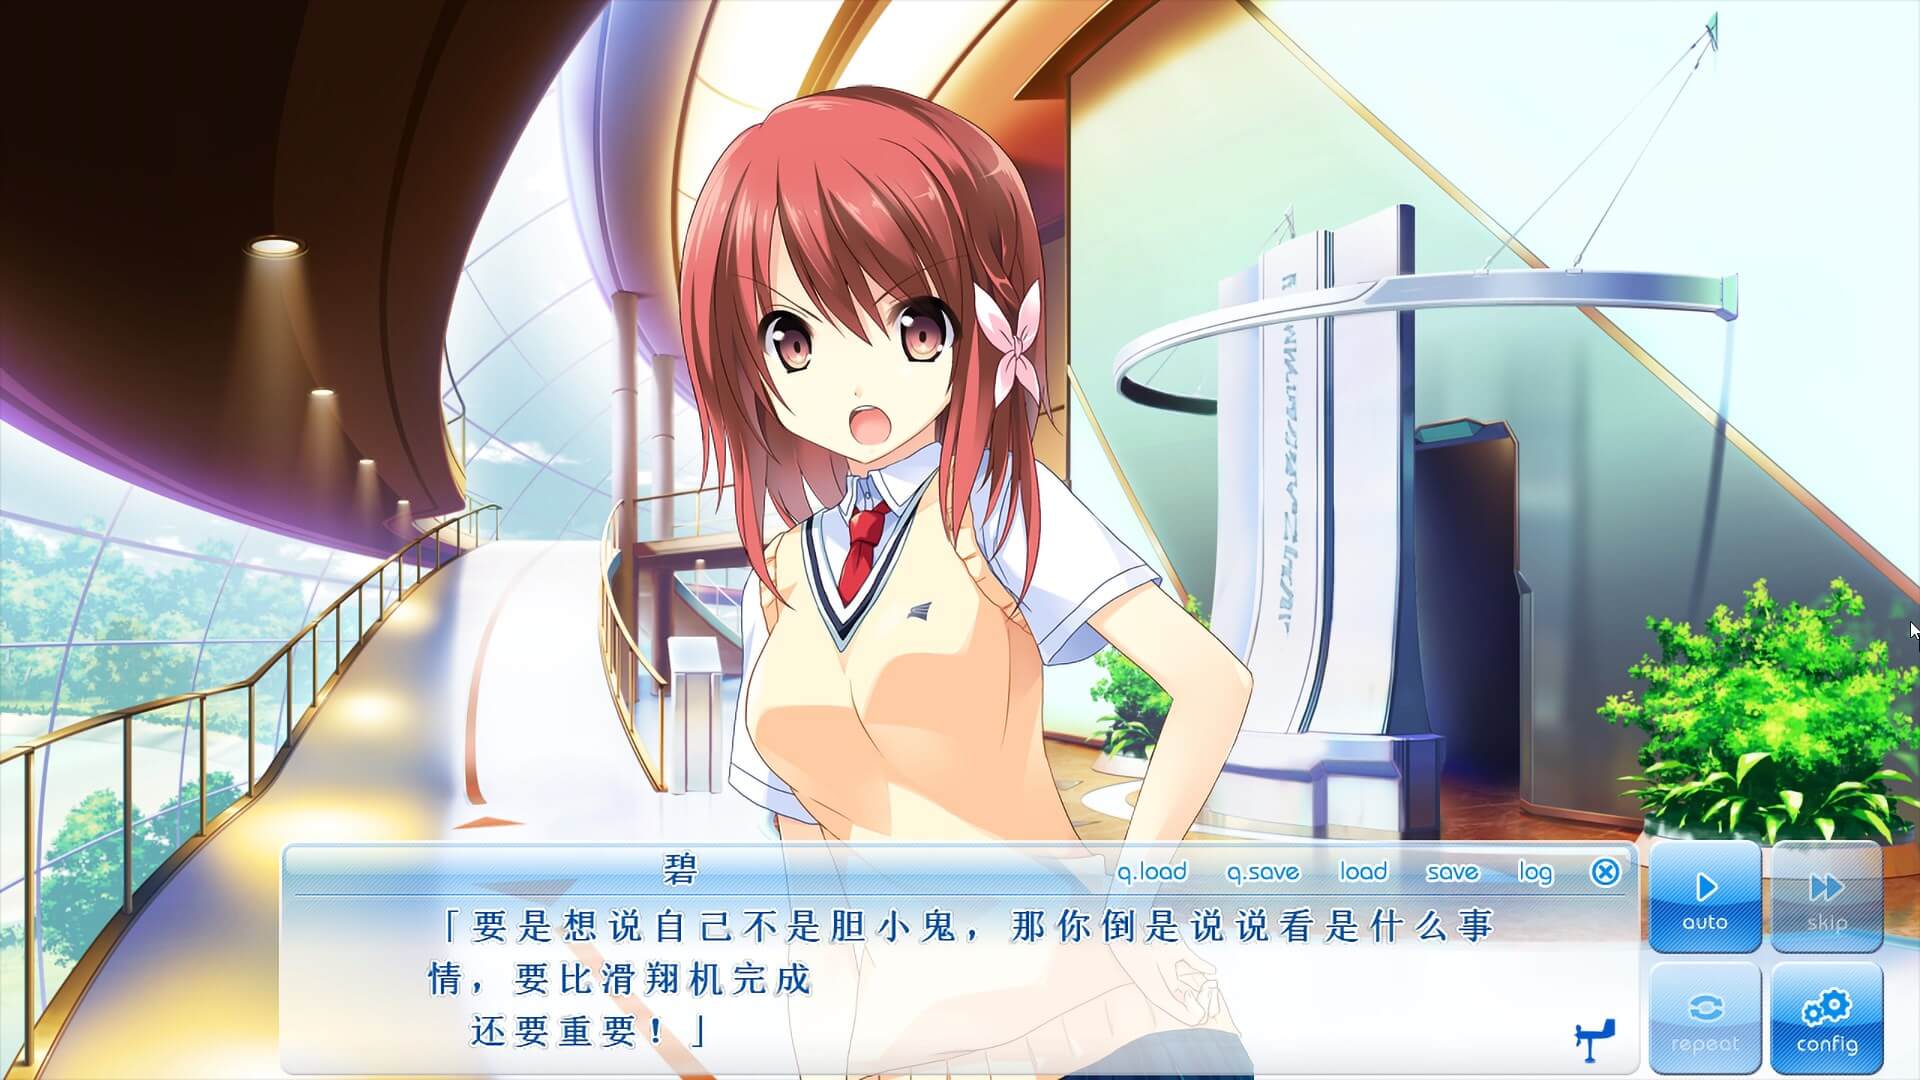 碧
q.load q.save load save log
「要是想说自己不是胆小鬼，那你倒是说说看是什么事
情，要比滑翔机完成
还要重要！」
auto
skip
repeat
config